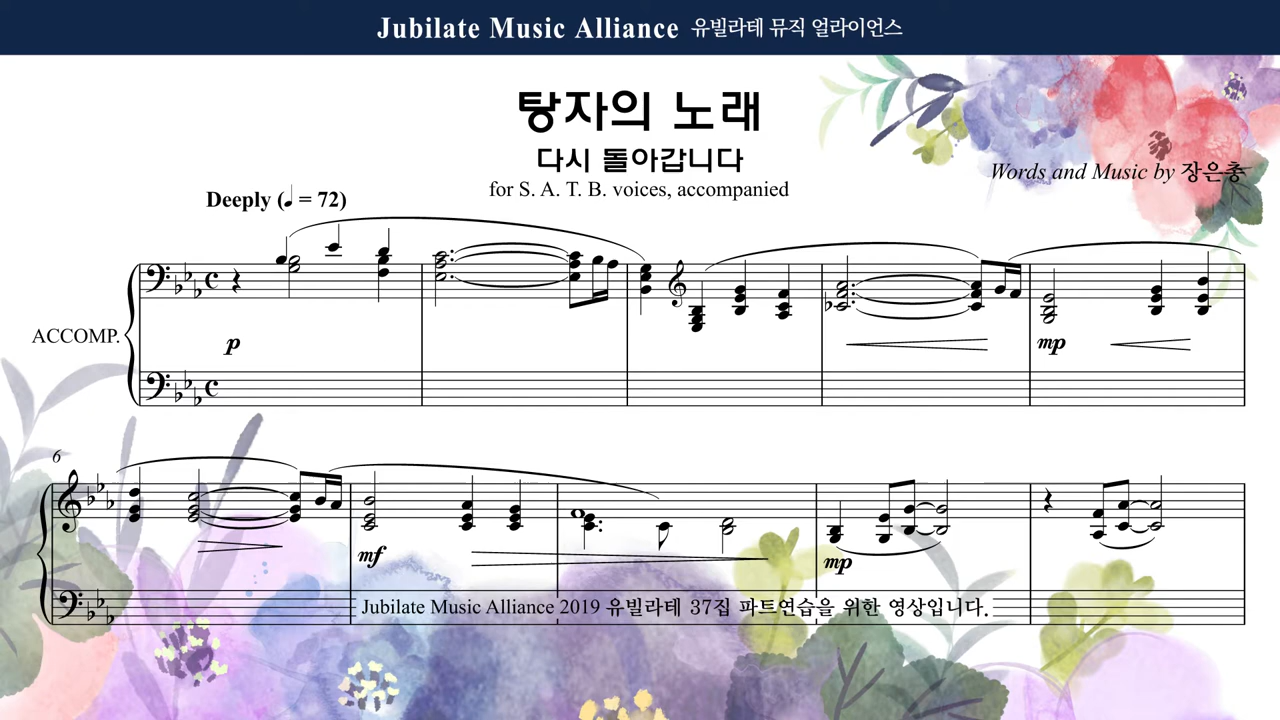 Jubilate Music Alliance 유빌라테 뮤직 얼라이언스
탕자의 노래
다시 돌아갑니다
for S. A. T. B. voices, accompanied
Words and Music by 장은총
Deeply (♩ = 72)
ACCOMP.
p
mp
6
mf
mp
Jubilate Music Alliance 2019 유빌라테 37집 파트연습을 위한 영상입니다.